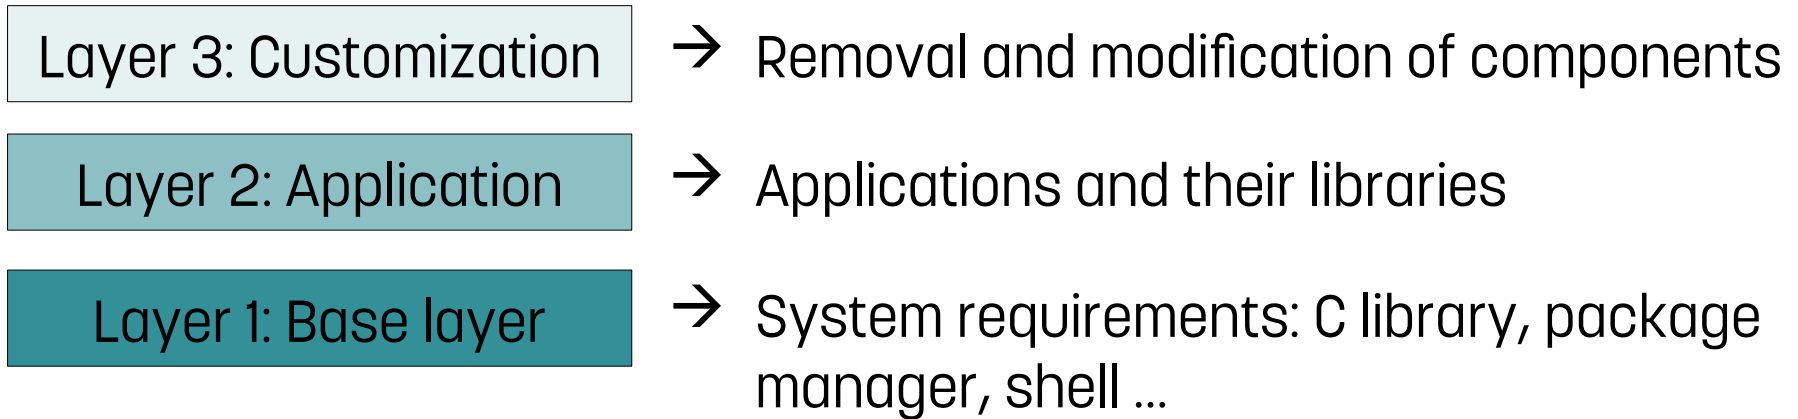 Layer 3: Customization → Removal and modification of components
Layer 2: Application → Applications and their libraries
Layer 1: Base layer → System requirements: C library, package
manager, shell ...